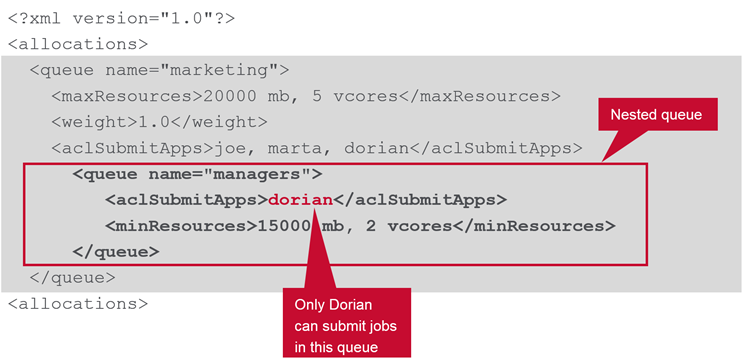 <?xml version="1.0"?>
<allocations>
<queue name="marketing">
<maxResources>20000 mb, 5 vcores</maxResources>
<weight>1.0</weight>
Nested queue
<aclSubmitApps>joe, marta, dorian</aclSubmitApps>
<queue name="managers">
<aclSubmitApps>dorian</aclSubmitApps>
<minResources>15000 mb, 2 vcores</minResources>
</queue>
</queue>
<allocations>
Only Dorian
can submit jobs
in this queue